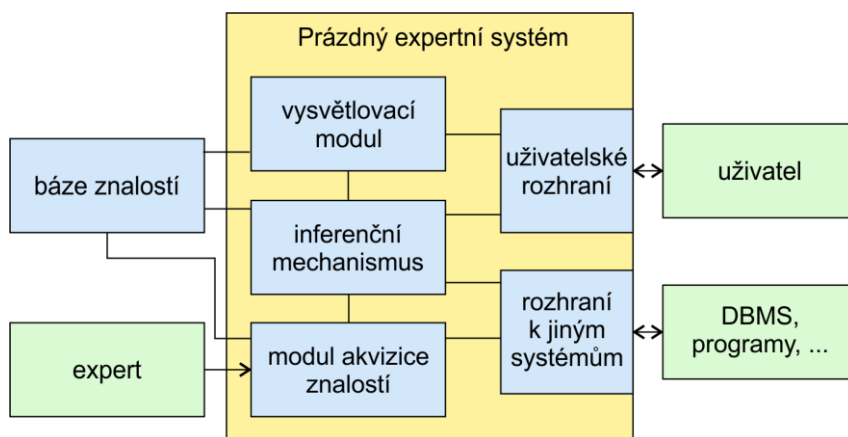 Prázdný expertní systém
vysvětlovací
modul
báze znalostí
uživatelské
rozhraní
uživatel
inferenční
mechanismus
expert
modul akvizice
znalostí
rozhraní
k jiným
systémům
DBMS,
programy, ...